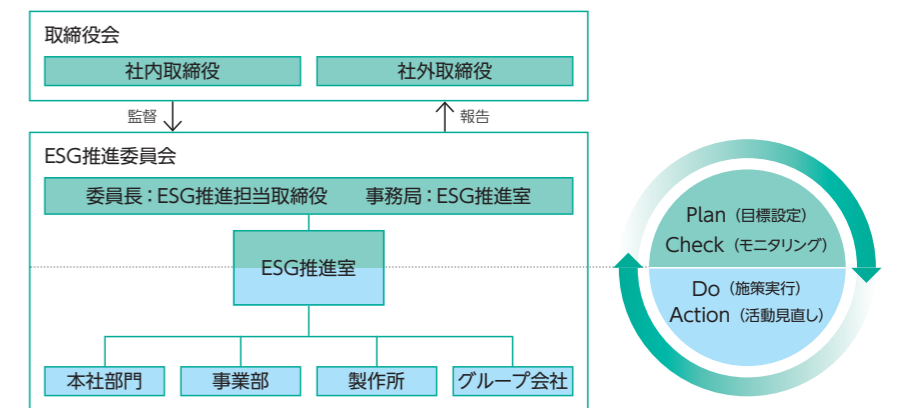 取締役会
社内取締役
社外取締役
監督
報告
ESG推進委員会
委員長：ESG推進担当取締役　事務局：ESG推進室
ESG推進室
本社部門
事業部
製作所
グループ会社
Plan（目標設定）
Check（モニタリング）
Do（施策実行）
Action（活動見直し）